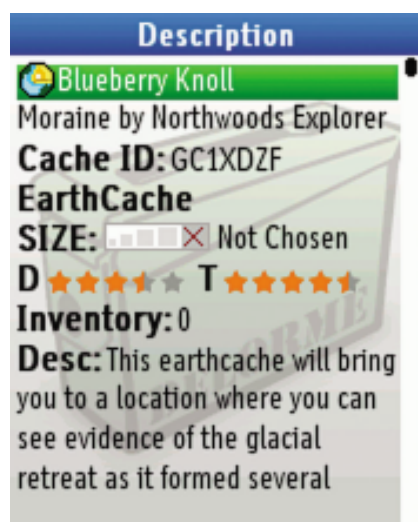 Description
Blueberry Knoll
Moraine by Northwoods Explorer
Cache ID: GC1XDZF
EarthCache
SIZE: Not Chosen
D T
Inventory: 0
Desc: This earthcache will bring
you to a location where you can
see evidence of the glacial
retreat as it formed several
DELORME